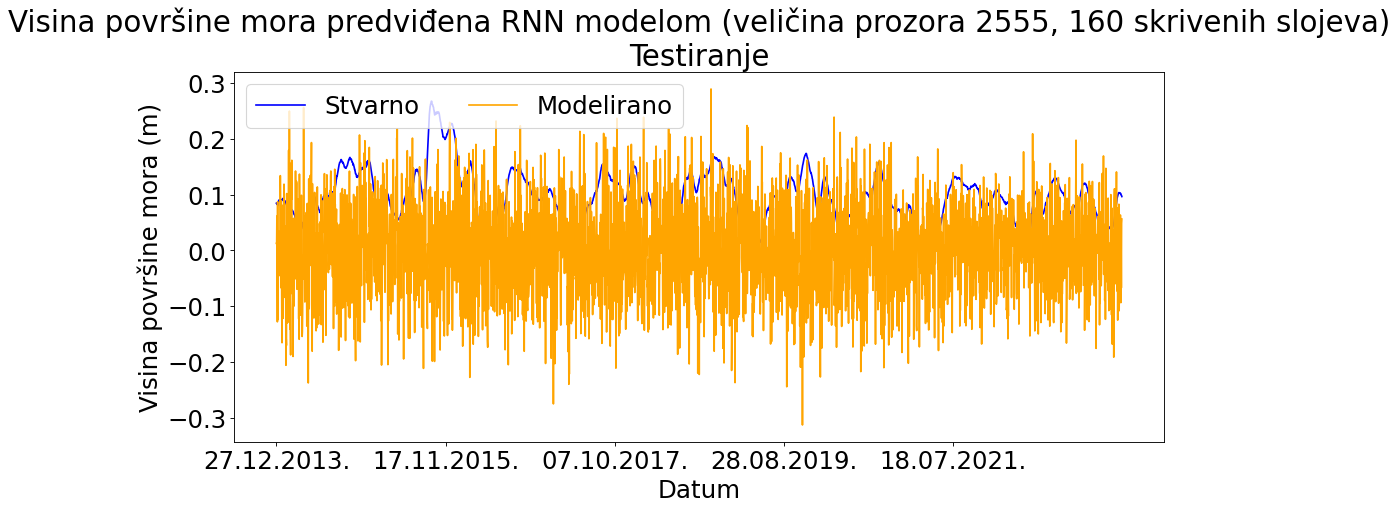 Visina površine mora predviđena RNN modelom (veličina prozora 2555, 160 skrivenih slojeva)
Testiranje
Stvarno Modelirano
Visina površine mora (m)
0.3
0.2
0.1
0.0
−0.1
−0.2
−0.3
27.12.2013. 17.11.2015. 07.10.2017. 28.08.2019. 18.07.2021.
Datum